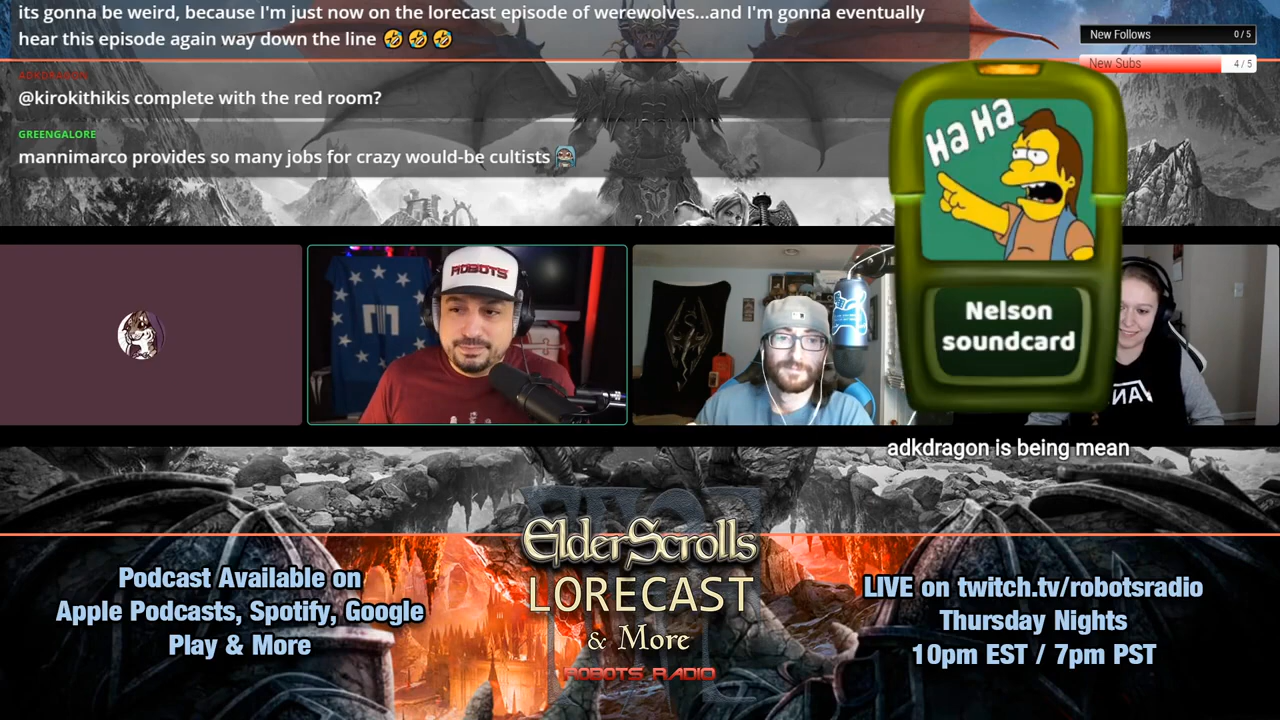 its gonna be weird, because I'm just now on the lorecast episode of werewolves...and I'm gonna eventually
hear this episode again way down the line 🤣 🤣 🤣
ADKDRAGON
@kirokithikis complete with the red room?
GREENGALORE
mannimarco provides so many jobs for crazy would-be cultists
New Follows
0 / 5
New Subs
4 / 5
Ha Ha
Nelson
soundcard
ROBOTS
adkdragon is being mean
Podcast Available on
Apple Podcasts, Spotify, Google
Play & More
ElderScrolls
LORECAST
& More
ROBOTS RADIO
LIVE on twitch.tv/robotsradio
Thursday Nights
10pm EST / 7pm PST